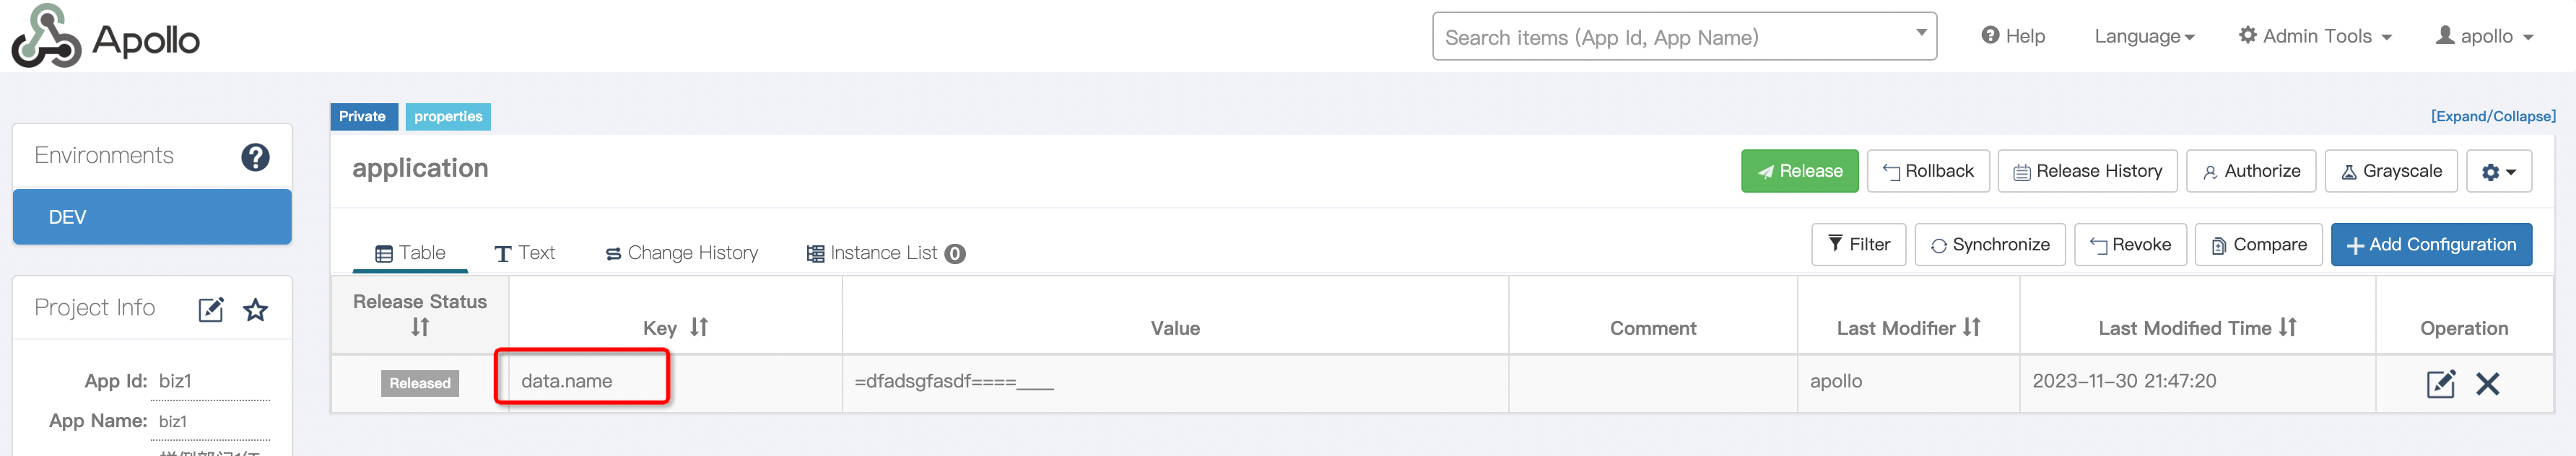 Apollo
Search items (App Id, App Name)
Help
Language
Admin Tools
apollo
Private
properties
[Expand/Collapse]
Environments
DEV
application
Release
Rollback
Release History
Authorize
Grayscale
Table
Text
Change History
Instance List 0
Filter
Synchronize
Revoke
Compare
Add Configuration
Project Info
App Id: biz1
App Name: biz1
Release Status
Key
Value
Comment
Last Modifier
Last Modified Time
Operation
Released
data.name
=dfadsgfasdf====____
apollo
2023-11-30 21:47:20